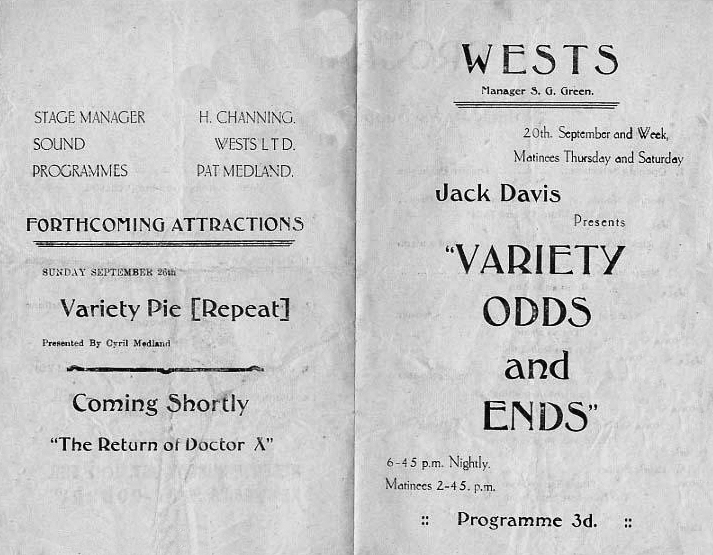 STAGE MANAGER H. CHANNING.
SOUND WESTS LTD.
PROGRAMMES PAT MEDLAND.
FORTHCOMING ATTRACTIONS
SUNDAY SEPTEMBER 26th
Variety Pie [Repeat]
Presented By Cyril Medland
Coming Shortly
"The Return of Doctor X"
WESTS
Manager S. G. Green.
20th. September and Week,
Matinees Thursday and Saturday
Jack Davis
Presents
"VARIETY
ODDS
and
ENDS"
6-45 p.m. Nightly.
Matinees 2-45. p.m.
:: Programme 3d. ::